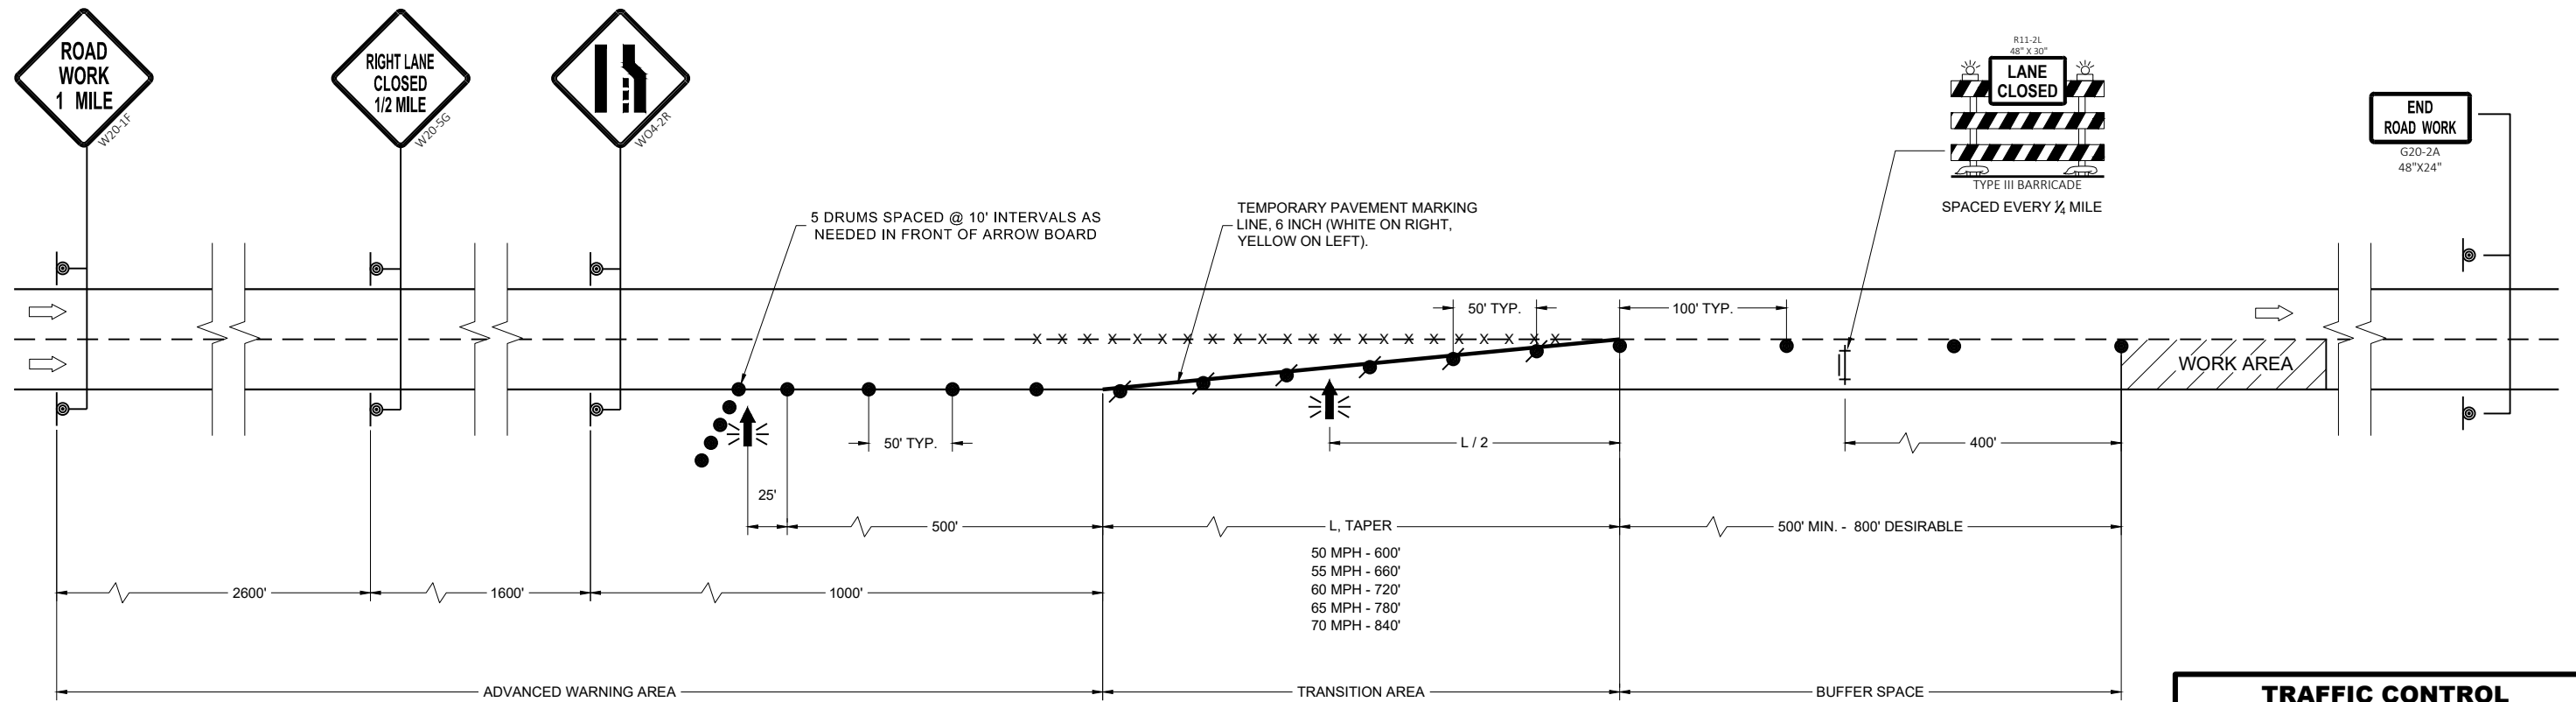 ROAD
WORK
1 MILE
W20-1F
RIGHT LANE
CLOSED
1/2 MILE
W20-5G
WO4-2R
R11-2L
48" X 30"
LANE
CLOSED
TYPE III BARRICADE
SPACED EVERY 1/4 MILE
END
ROAD WORK
G20-2A
48"X24"
5 DRUMS SPACED @ 10' INTERVALS AS
NEEDED IN FRONT OF ARROW BOARD
TEMPORARY PAVEMENT MARKING
LINE, 6 INCH (WHITE ON RIGHT,
YELLOW ON LEFT).
50' TYP.
100' TYP.
X X X X X X X X X X X X X X X X X X X X X X
WORK AREA
50' TYP.
L / 2
400'
25'
500'
L, TAPER
500' MIN. - 800' DESIRABLE
50 MPH - 600'
55 MPH - 660'
60 MPH - 720'
65 MPH - 780'
70 MPH - 840'
2600'
1600'
1000'
ADVANCED WARNING AREA
TRANSITION AREA
BUFFER SPACE
TRAFFIC CONTROL